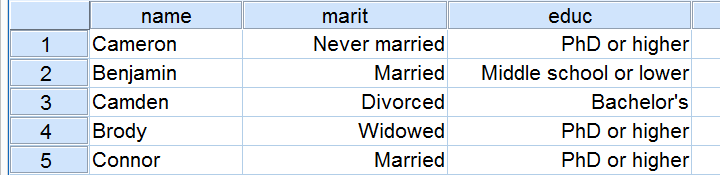 name marit educ
1 Cameron Never married PhD or higher
2 Benjamin Married Middle school or lower
3 Camden Divorced Bachelor's
4 Brody Widowed PhD or higher
5 Connor Married PhD or higher